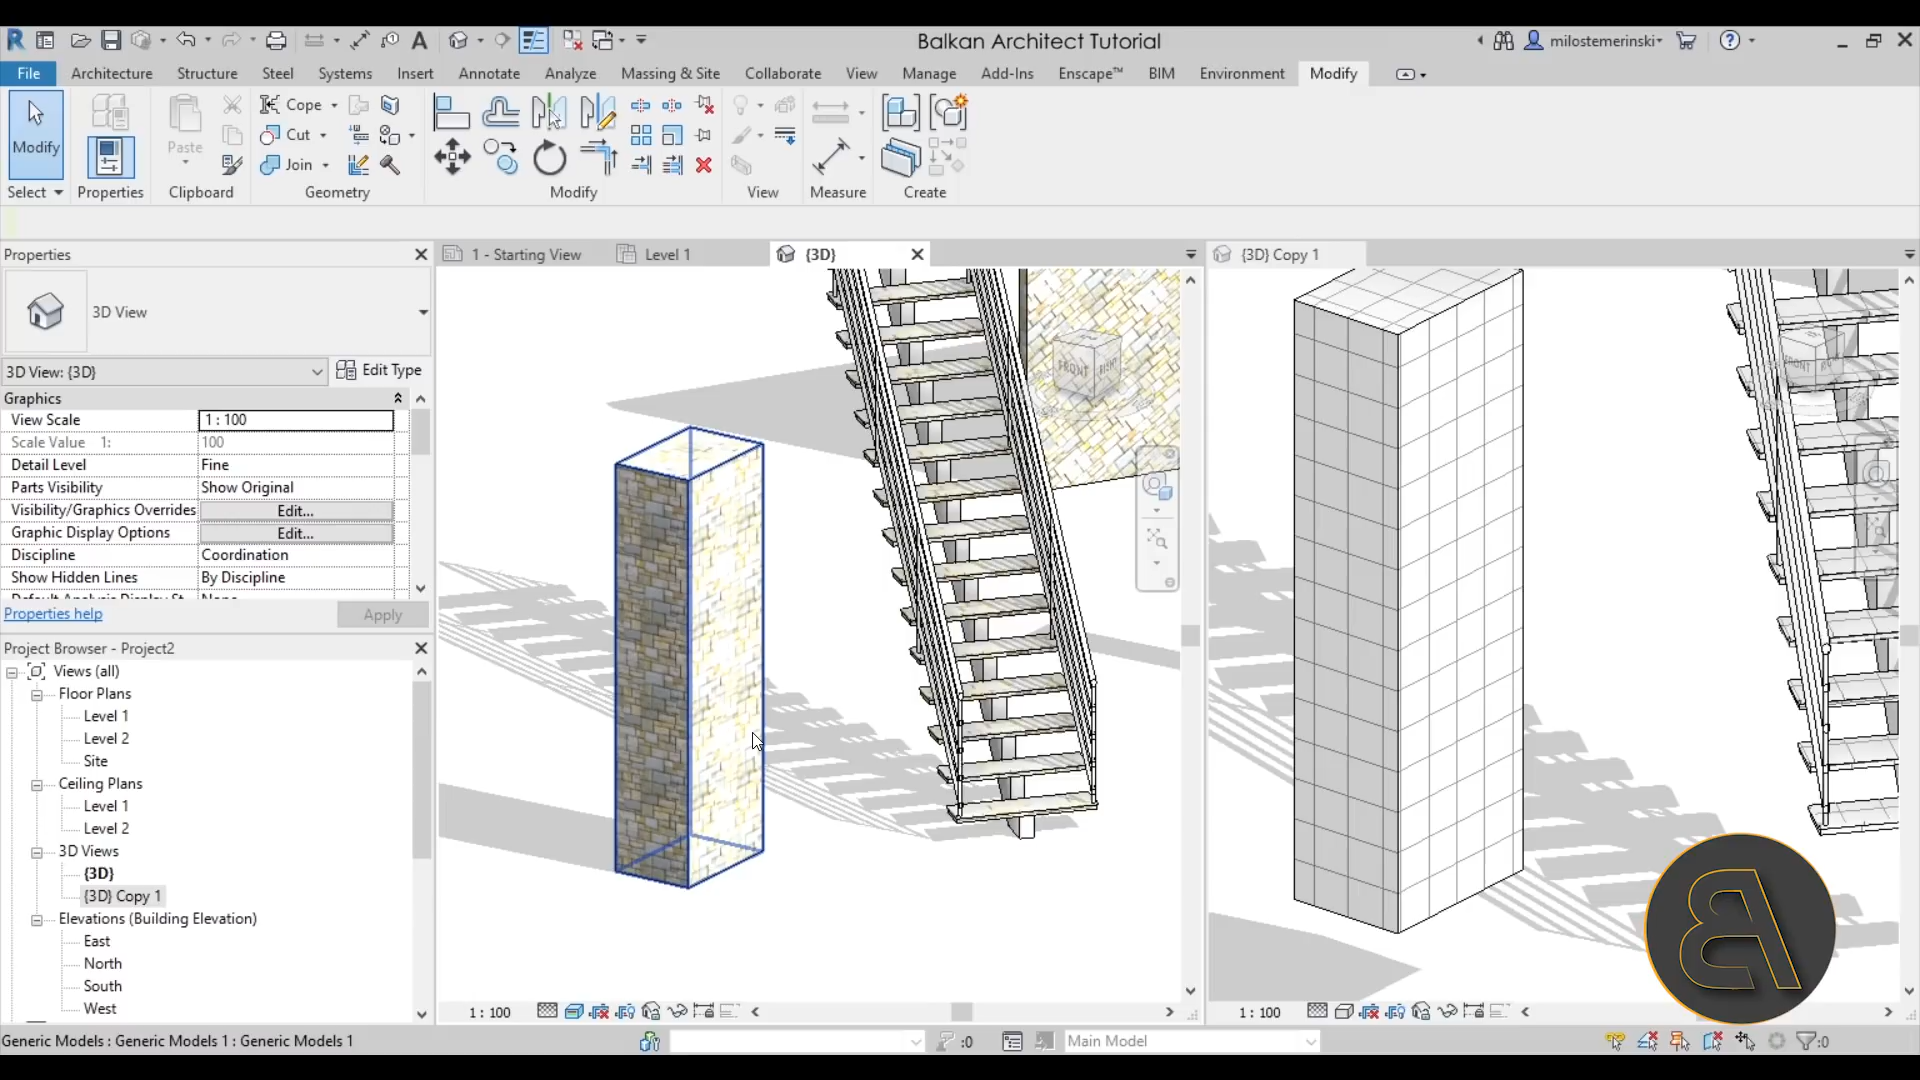 Balkan Architect Tutorial
milostemerinski
File Architecture Structure Steel Systems Insert Annotate Analyze Massing & Site Collaborate View Manage Add-Ins Enscape™ BIM Environment Modify
Modify
Paste
Cope
Cut
Join
Select Properties Clipboard Geometry Modify View Measure Create
Properties
1 - Starting View
Level 1
{3D}
{3D} Copy 1
3D View
3D View: {3D}
Edit Type
Graphics
View Scale 1 : 100
Scale Value 1: 100
Detail Level Fine
Parts Visibility Show Original
Visibility/Graphics Overrides Edit...
Graphic Display Options Edit...
Discipline Coordination
Show Hidden Lines By Discipline
Properties help
Apply
Project Browser - Project2
Views (all)
Floor Plans
Level 1
Level 2
Site
Ceiling Plans
Level 1
Level 2
3D Views
{3D}
{3D} Copy 1
Elevations (Building Elevation)
East
North
South
West
FRONT RIGHT
FRONT
1 : 100
1 : 100
Generic Models : Generic Models 1 : Generic Models 1
:0
Main Model
:0